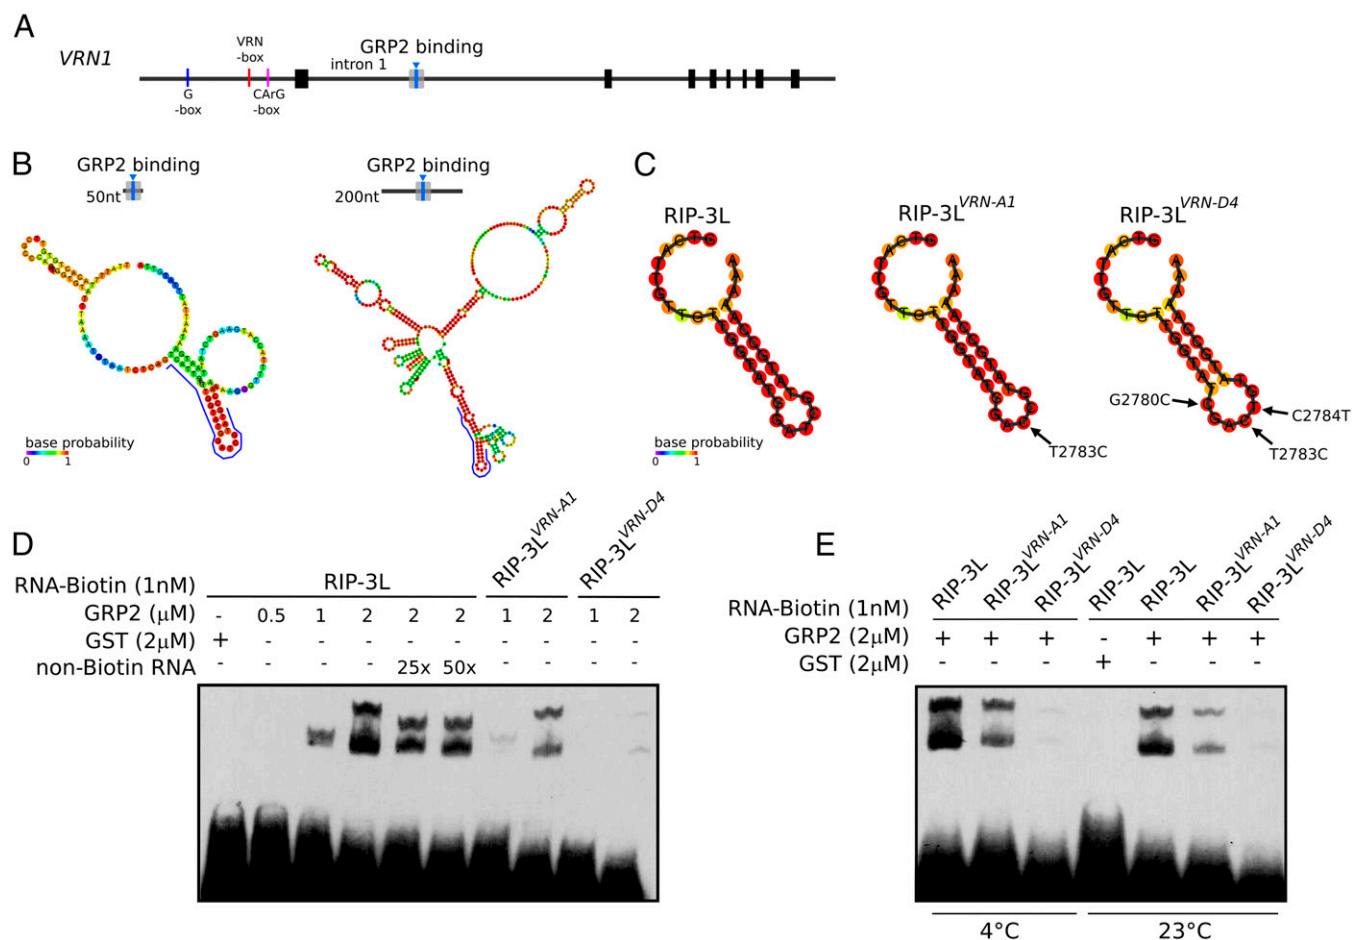 A
VRN1
VRN
-box
GRP2 binding
intron 1
G
-box
CArG
-box
B
GRP2 binding
50nt
GRP2 binding
200nt
base probability
0 1
C
RIP-3L
RIP-3L VRN-A1
RIP-3L VRN-D4
base probability
0 1
T2783C
G2780C
C2784T
T2783C
D
RIP-3L
RIP-3L VRN-A1
RIP-3L VRN-D4
RNA-Biotin (1nM)
GRP2 (μM) - 0.5 1 2 2 2 1 2 1 2
GST (2μM) + - - - - - - - - -
non-Biotin RNA - - - - 25x 50x - - - -
E
RIP-3L RIP-3L VRN-A1 RIP-3L VRN-D4 RIP-3L RIP-3L RIP-3L VRN-A1 RIP-3L VRN-D4
RNA-Biotin (1nM)
GRP2 (2μM) + + + - + + +
GST (2μM) - - - + - - -
4°C 23°C